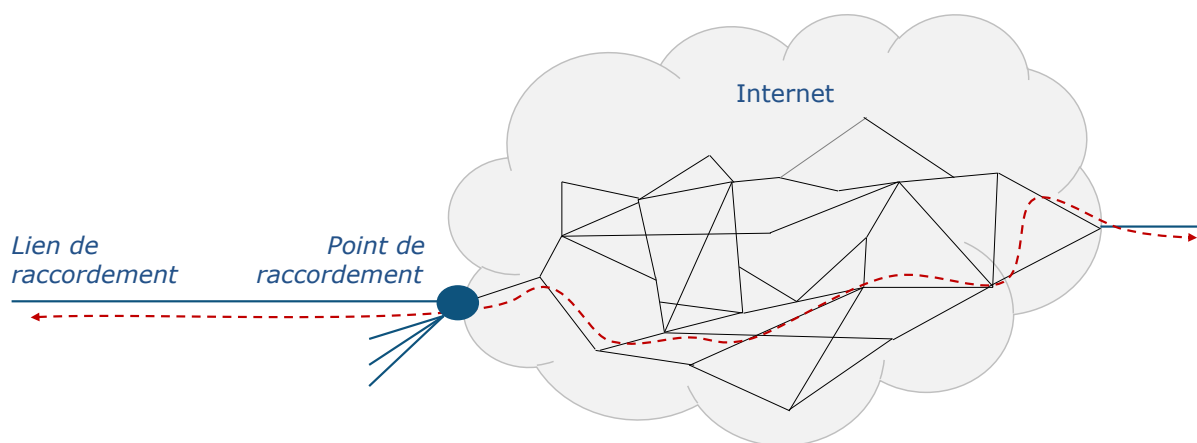 Internet
Lien de
raccordement
Point de
raccordement